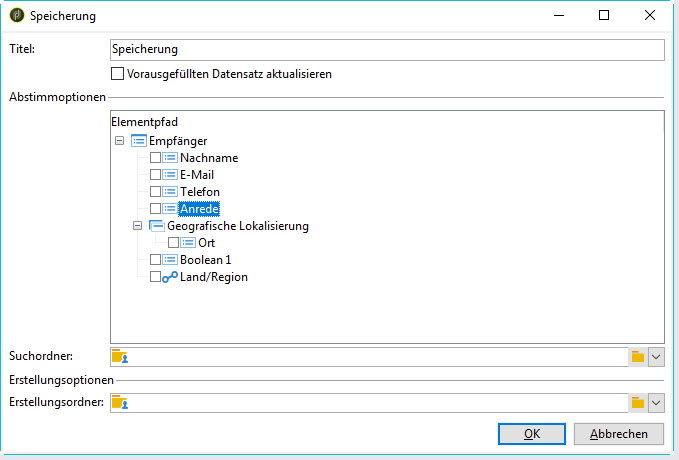 Speicherung
Titel: Speicherung
Vorausgefüllten Datensatz aktualisieren
Abstimmoptionen
Elementpfad
Empfänger
Nachname
E-Mail
Telefon
Anrede
Geografische Lokalisierung
Ort
Boolean 1
Land/Region
Suchordner:
Erstellungsoptionen
Erstellungsordner:
OK Abbrechen